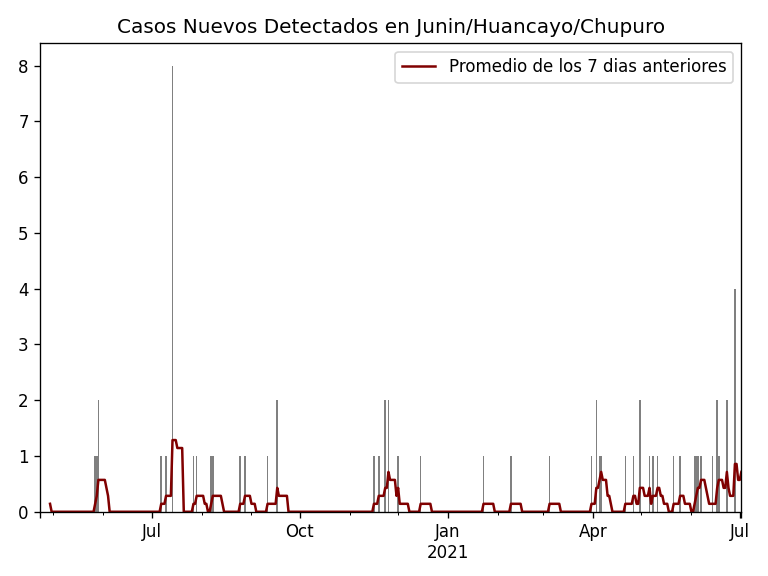 Casos Nuevos Detectados en Junin/Huancayo/Chupuro
Promedio de los 7 dias anteriores
8
7
6
5
4
3
2
1
0
Jul
Oct
Jan
2021
Apr
Jul